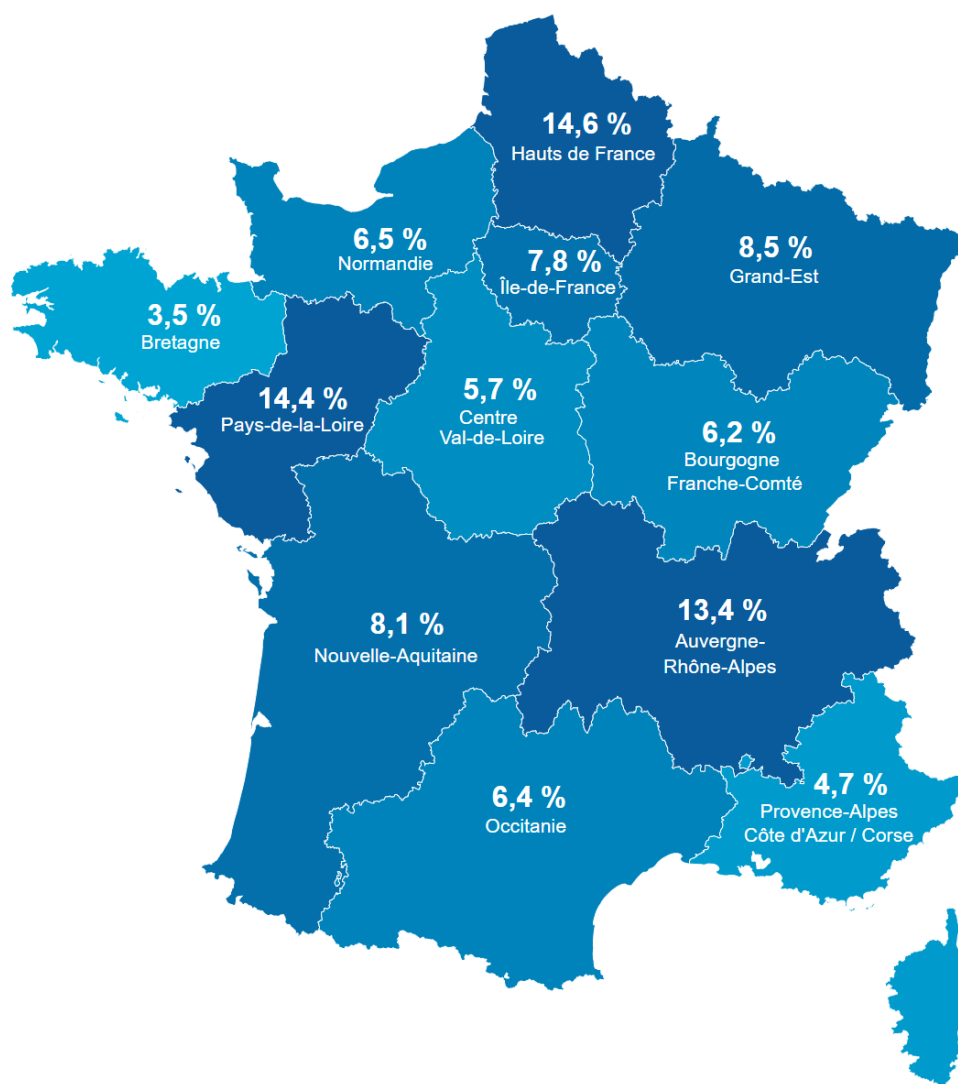 14,6 %
Hauts de France
6,5 %
Normandie
7,8 %
Île-de-France
8,5 %
Grand-Est
3,5 %
Bretagne
14,4 %
Pays-de-la-Loire
5,7 %
Centre
Val-de-Loire
6,2 %
Bourgogne
Franche-Comté
8,1 %
Nouvelle-Aquitaine
13,4 %
Auvergne-
Rhône-Alpes
6,4 %
Occitanie
4,7 %
Provence-Alpes
Côte d'Azur / Corse